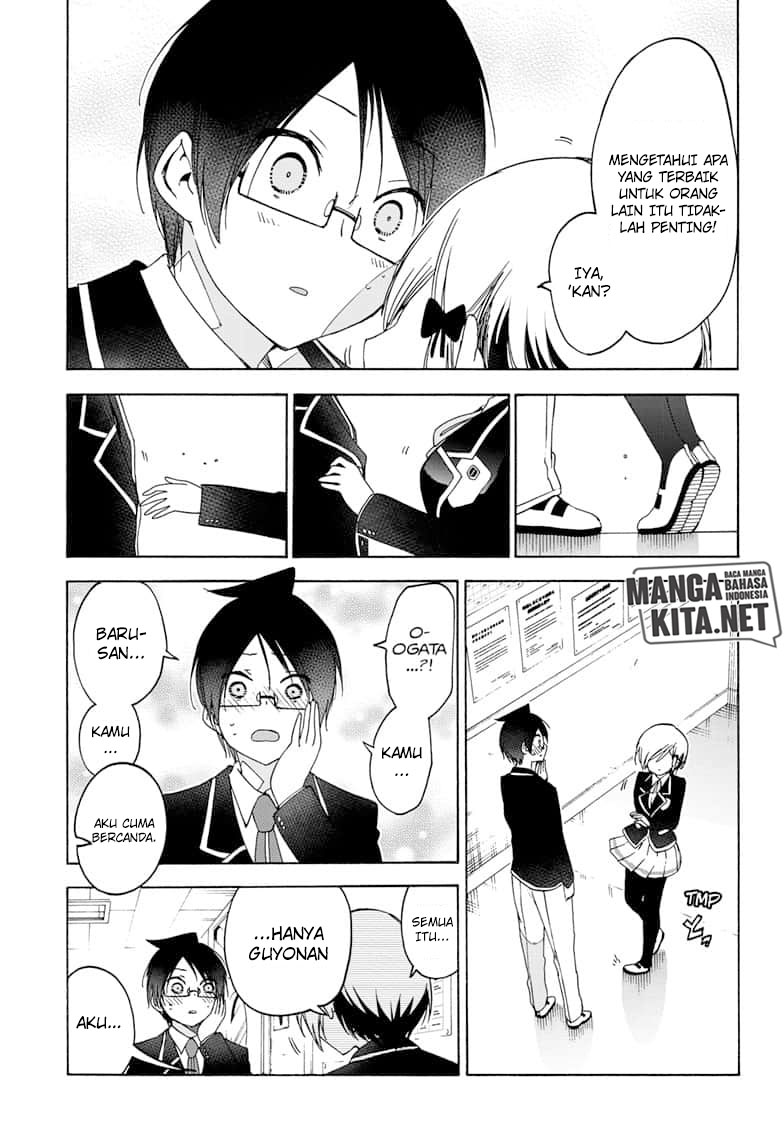 MENGETAHUI APA
YANG TERBAIK
UNTUK ORANG
LAIN ITU TIDAK-
LAH PENTING!
IYA,
'KAN?
MANGA
KITA.NET
BACA MANGA
BAHASA
INDONESIA
O-
OGATA
...?!
KAMU
...
BARU-
SAN...
KAMU
...
AKU CUMA
BERCANDA.
TMP
SEMUA
ITU...
...HANYA
GUYONAN
AKU...